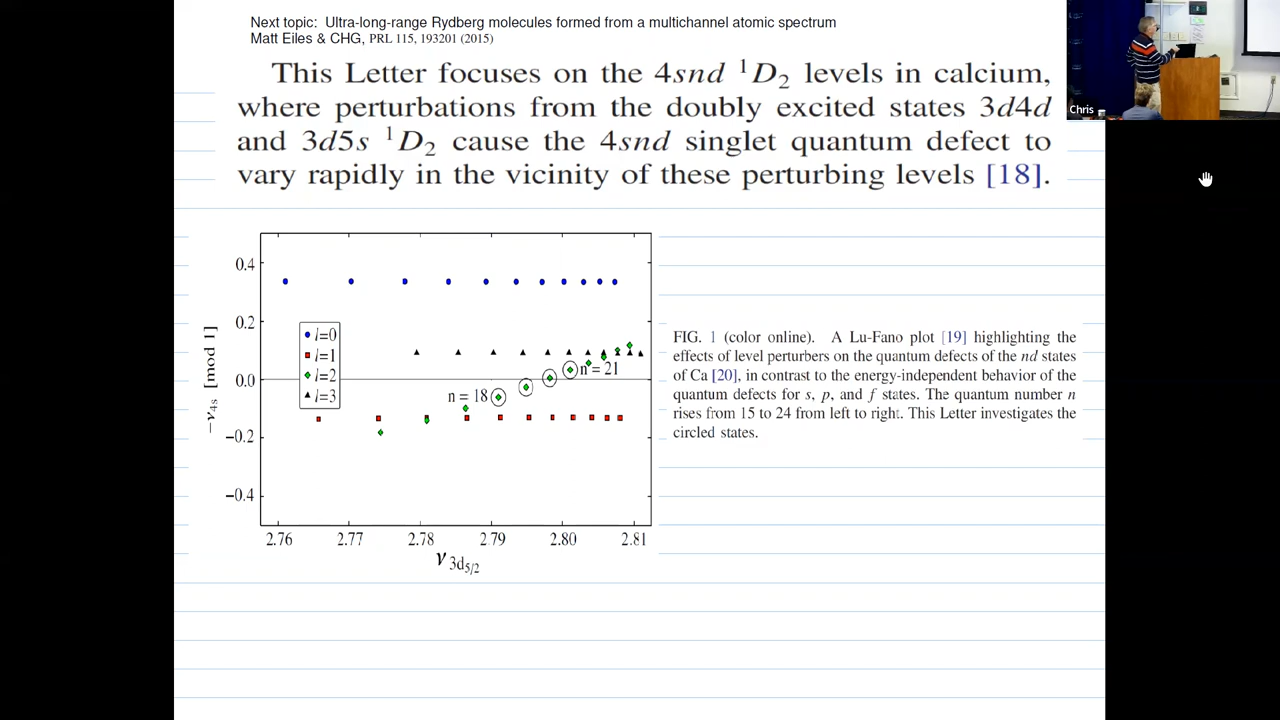 Next topic: Ultra-long-range Rydberg molecules formed from a multichannel atomic spectrum
Matt Eiles & CHG, PRL 115, 193201 (2015)
This Letter focuses on the 4snd ¹D₂ levels in calcium,
where perturbations from the doubly excited states 3d4d
and 3d5s ¹D₂ cause the 4snd singlet quantum defect to
vary rapidly in the vicinity of these perturbing levels [18].
Chris
0.4
0.2
0.0
−0.2
−0.4
−ν₄ₛ [mod 1]
l=0
l=1
l=2
l=3
n = 18
n = 21
2.76 2.77 2.78 2.79 2.80 2.81
ν 3d5/2
FIG. 1 (color online). A Lu-Fano plot [19] highlighting the
effects of level perturbers on the quantum defects of the nd states
of Ca [20], in contrast to the energy-independent behavior of the
quantum defects for s, p, and f states. The quantum number n
rises from 15 to 24 from left to right. This Letter investigates the
circled states.